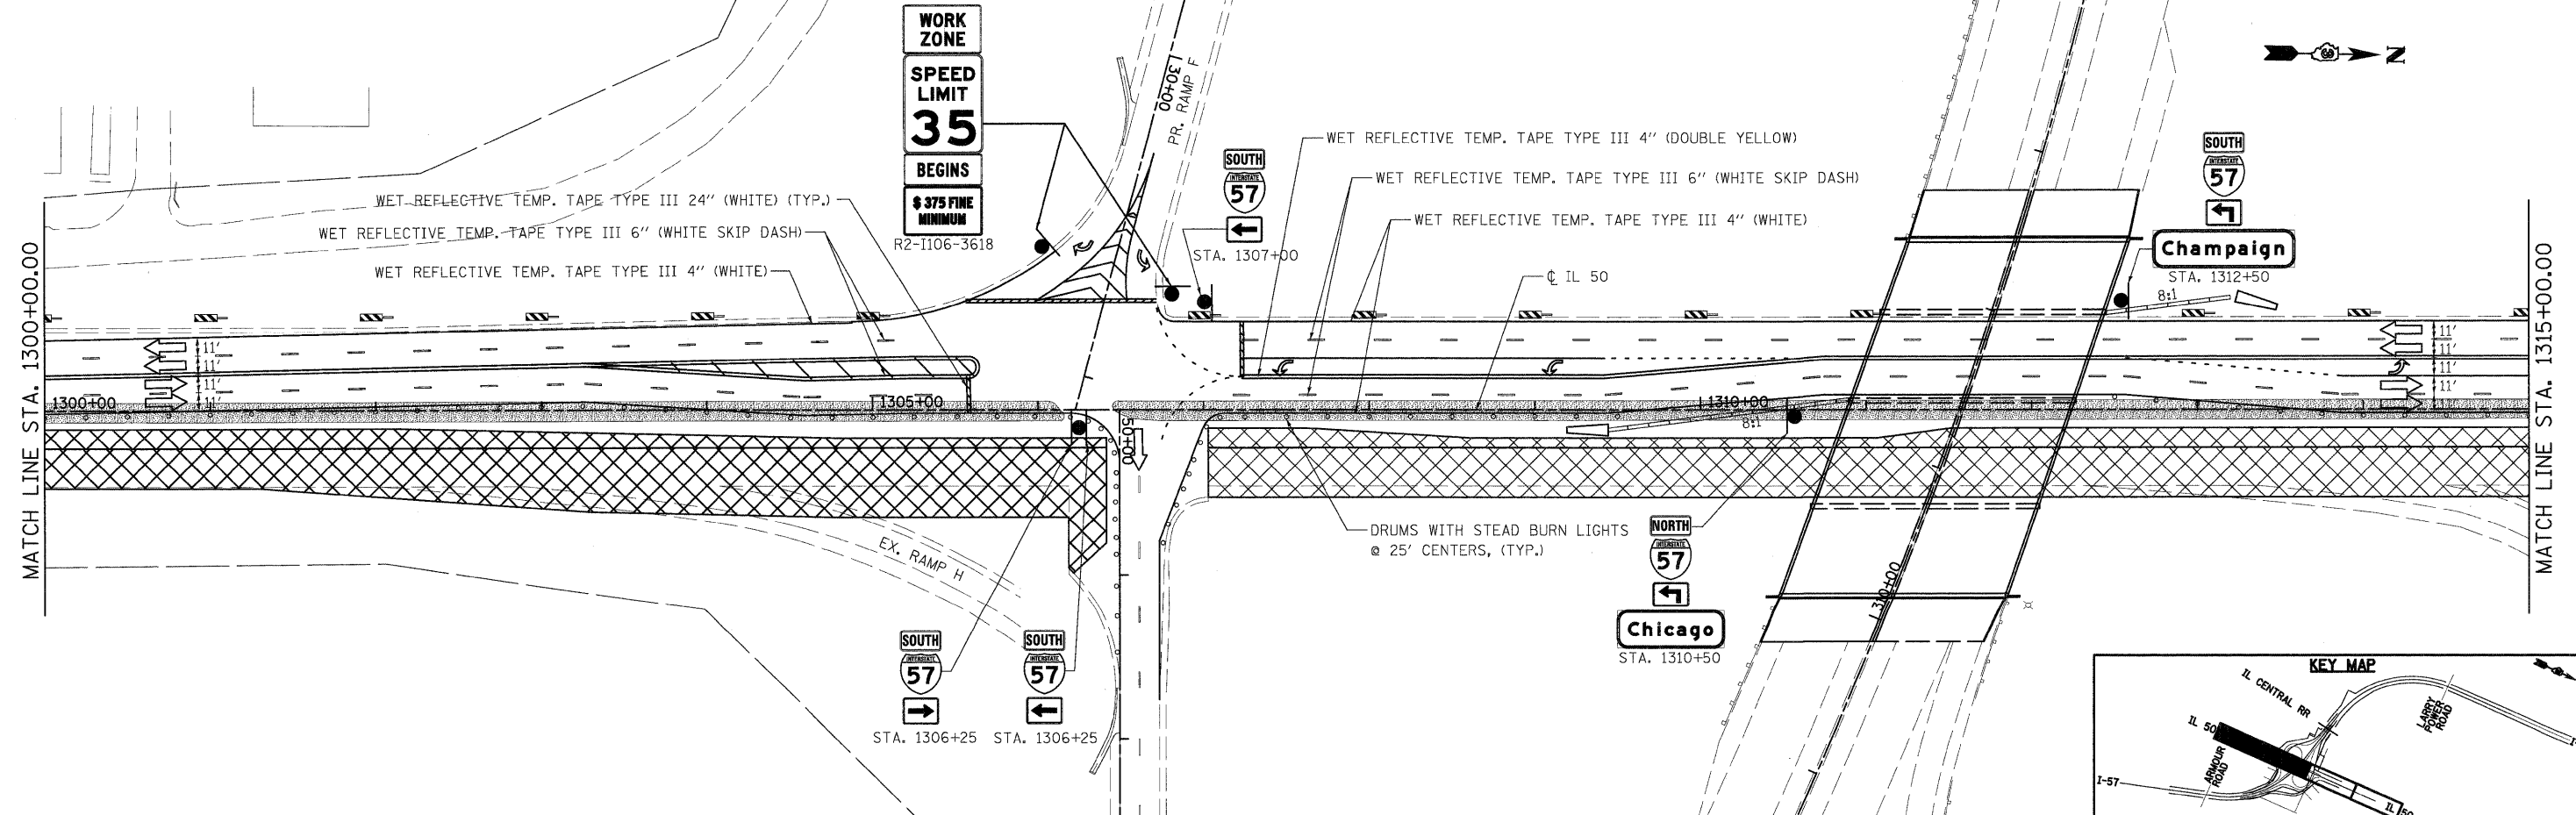 MATCH LINE STA. 1300+00.00
WORK
ZONE
SPEED
LIMIT
35
BEGINS
$ 375 FINE
MINIMUM
R2-I106-3618
WET REFLECTIVE TEMP. TAPE TYPE III 24" (WHITE) (TYP.)
WET REFLECTIVE TEMP. TAPE TYPE III 6" (WHITE SKIP DASH)
WET REFLECTIVE TEMP. TAPE TYPE III 4" (WHITE)
30+00
PR. RAMP F
SOUTH
INTERSTATE
57
STA. 1307+00
WET REFLECTIVE TEMP. TAPE TYPE III 4" (DOUBLE YELLOW)
WET REFLECTIVE TEMP. TAPE TYPE III 6" (WHITE SKIP DASH)
WET REFLECTIVE TEMP. TAPE TYPE III 4" (WHITE)
℄ IL 50
SOUTH
INTERSTATE
57
Champaign
STA. 1312+50
8:1
N
11'
11'
11'
11'
1300+00
1305+00
1310+00
8:1
11'
11'
11'
11'
50+00
EX. RAMP H
DRUMS WITH STEAD BURN LIGHTS
@ 25' CENTERS, (TYP.)
NORTH
INTERSTATE
57
Chicago
STA. 1310+50
310+00
SOUTH
INTERSTATE
57
STA. 1306+25
SOUTH
INTERSTATE
57
STA. 1306+25
MATCH LINE STA. 1315+00.00
KEY MAP
IL CENTRAL RR
LARRY
POWER
ROAD
IL 50
ARMOUR
ROAD
I-57
IL 50